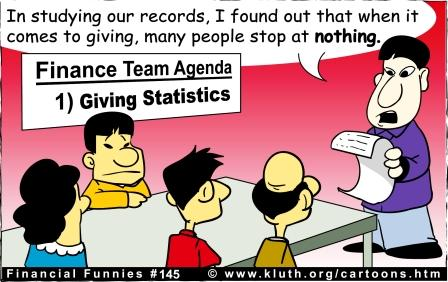 In studying our records, I found out that when it
comes to giving, many people stop at nothing.
Finance Team Agenda
1) Giving Statistics
Financial Funnies #145
© www.kluth.org/cartoons.htm